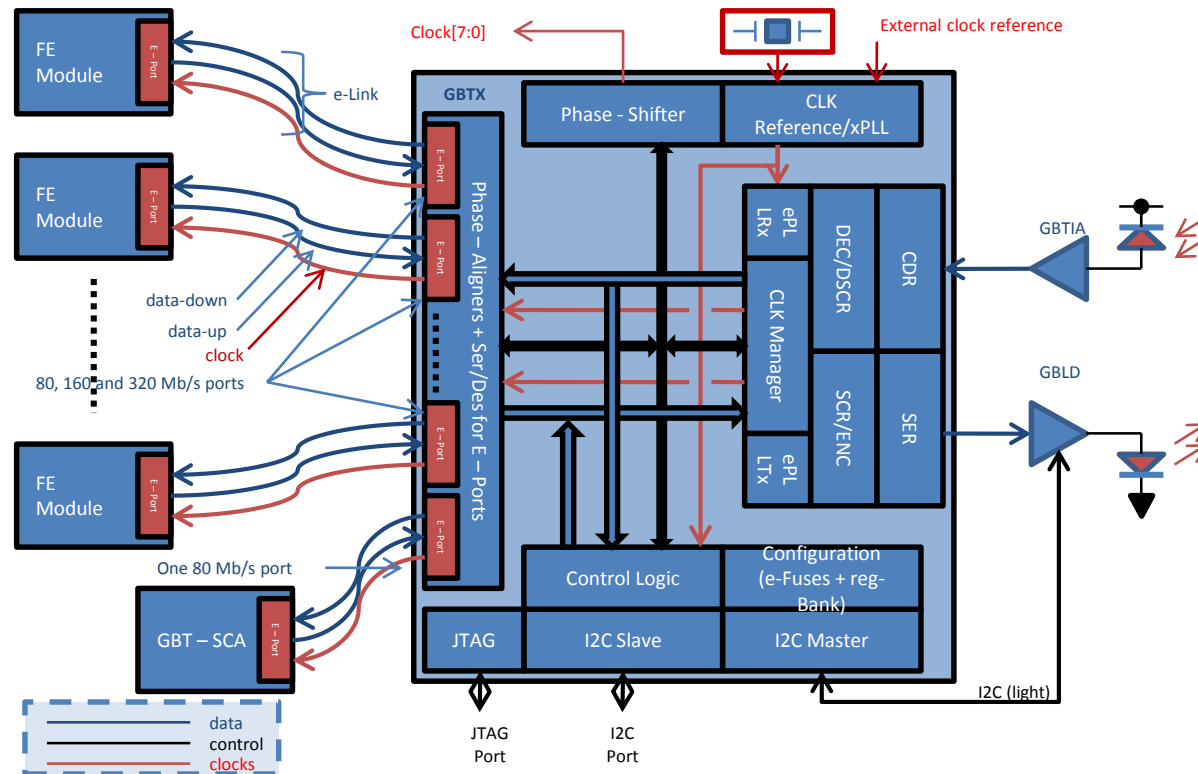 FE
Module
E – Port
e-Link
FE
Module
E – Port
data-down
data-up
clock
80, 160 and 320 Mb/s ports
FE
Module
E – Port
One 80 Mb/s port
GBT – SCA
E – Port
data
control
clocks
Clock[7:0]
External clock reference
GBTX
Phase - Shifter
CLK
Reference/xPLL
E – Port
E – Port
E – Port
E – Port
Phase – Aligners + Ser/Des for E – Ports
ePL
LRx
CLK Manager
ePL
LTx
DEC/DSCR
SCR/ENC
CDR
SER
Control Logic
Configuration
(e-Fuses + reg-
Bank)
JTAG
I2C Slave
I2C Master
JTAG
Port
I2C
Port
I2C (light)
GBTIA
GBLD